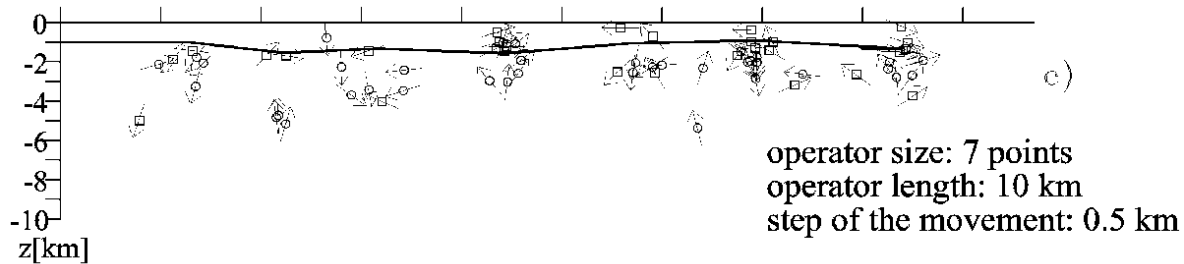 0
-2
-4
-6
-8
-10
z[km]
c)
operator size: 7 points
operator length: 10 km
step of the movement: 0.5 km